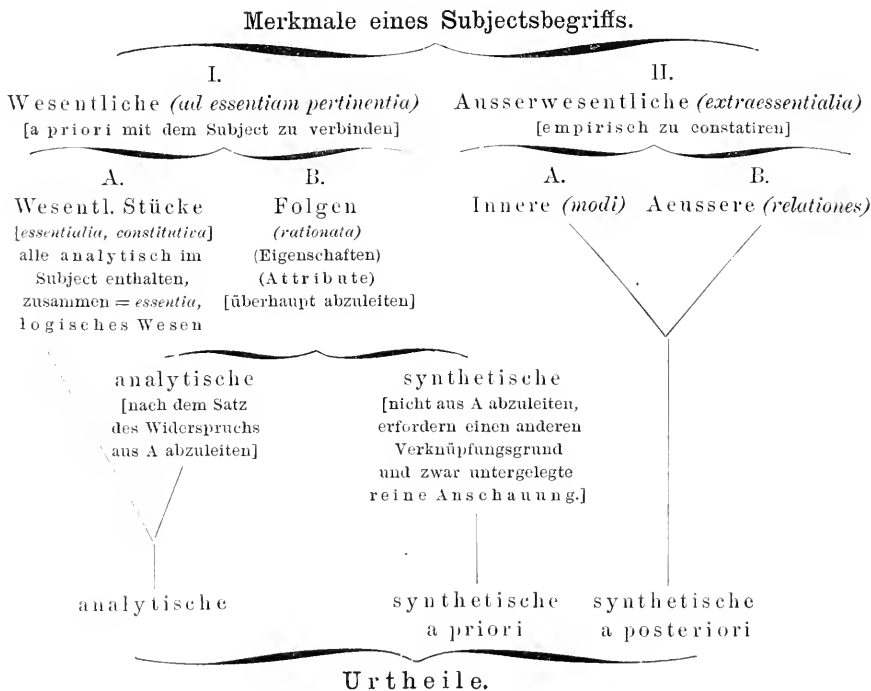 Merkmale eines Subjectsbegriffs.
I.
Wesentliche (ad essentiam pertinentia)
[a priori mit dem Subject zu verbinden]
II.
Ausserwesentliche (extraessentialia)
[empirisch zu constatiren]
A.
Wesentl. Stücke
[essentialia, constitutiva]
alle analytisch im
Subject enthalten,
zusammen = essentia,
logisches Wesen
B.
Folgen
(rationata)
(Eigenschaften)
(Attribute)
[überhaupt abzuleiten]
A.
Innere (modi)
B.
Aeussere (relationes)
analytische
[nach dem Satz
des Widerspruchs
aus A abzuleiten]
synthetische
[nicht aus A abzuleiten,
erfordern einen anderen
Verknüpfungsgrund
und zwar untergelegte
reine Anschauung.]
analytische
synthetische
a priori
synthetische
a posteriori
Urtheile.